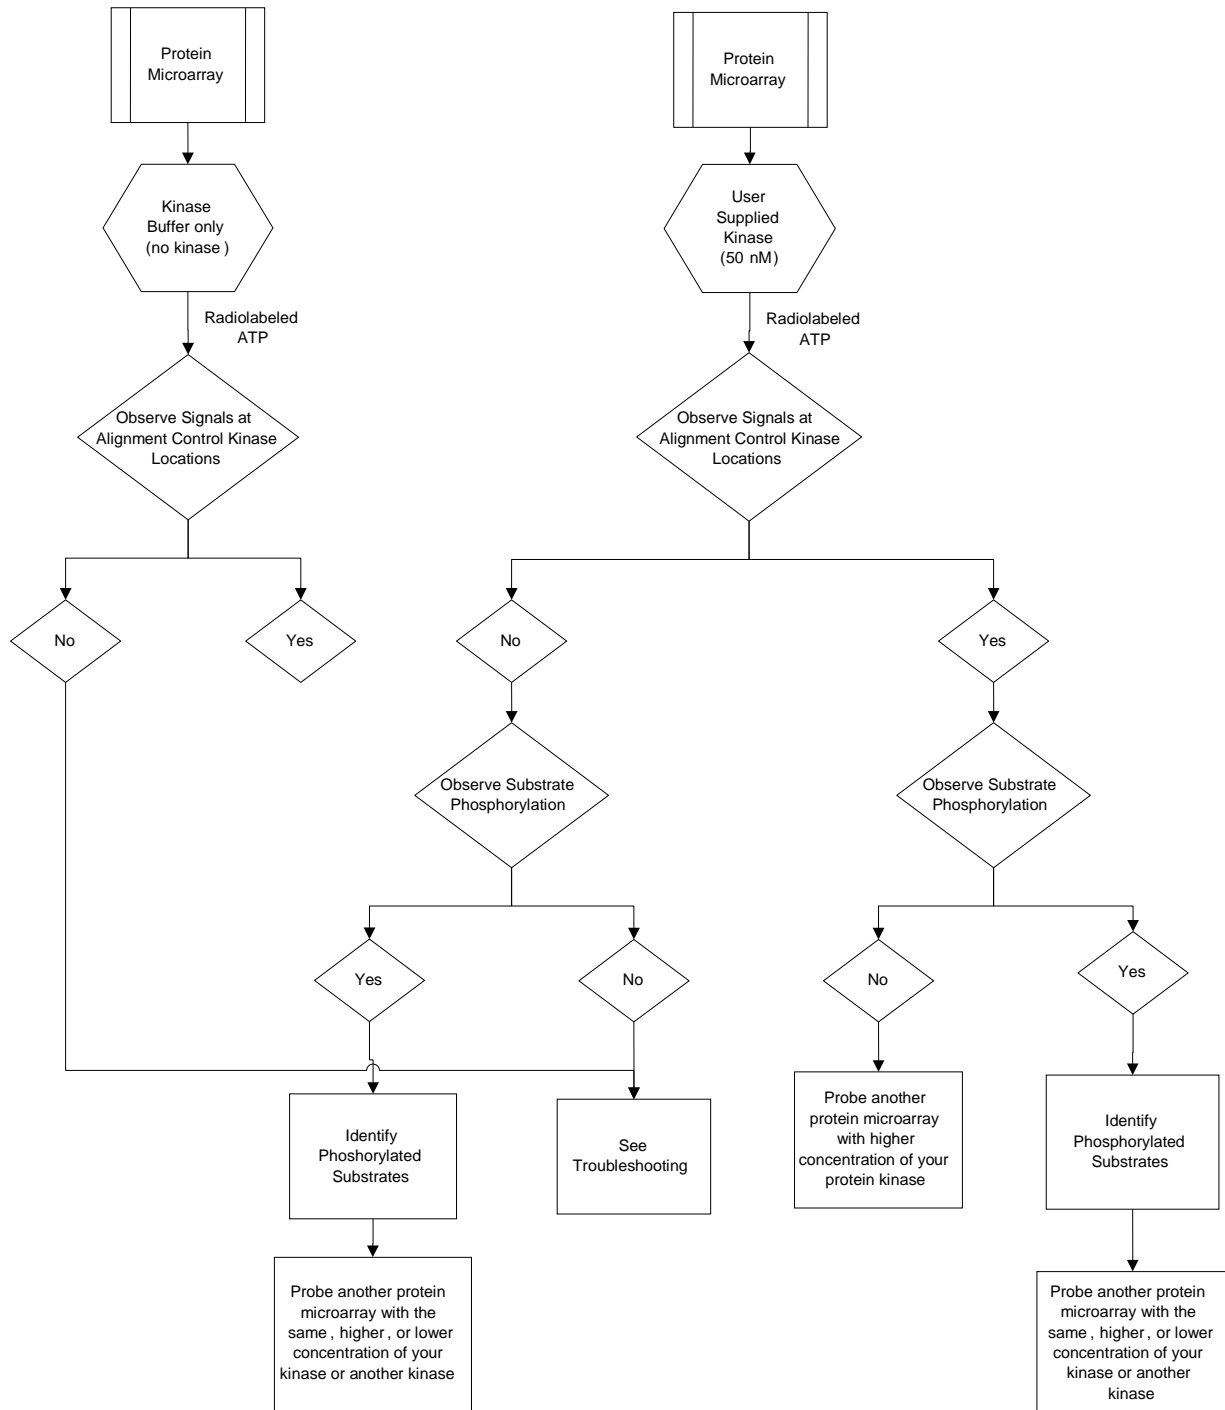 Protein
Microarray
Protein
Microarray
Kinase
Buffer only
(no kinase )
User
Supplied
Kinase
(50 nM)
Radiolabeled
ATP
Radiolabeled
ATP
Observe Signals at
Alignment Control Kinase
Locations
Observe Signals at
Alignment Control Kinase
Locations
No
Yes
No
Yes
Observe Substrate
Phosphorylation
Observe Substrate
Phosphorylation
Yes
No
No
Yes
Identify
Phoshorylated
Substrates
See
Troubleshooting
Probe another
protein microarray
with higher
concentration of your
protein kinase
Identify
Phosphorylated
Substrates
Probe another protein
microarray with the
same , higher , or lower
concentration of your
kinase or another kinase
Probe another protein
microarray with the
same , higher, or lower
concentration of your
kinase or another
kinase